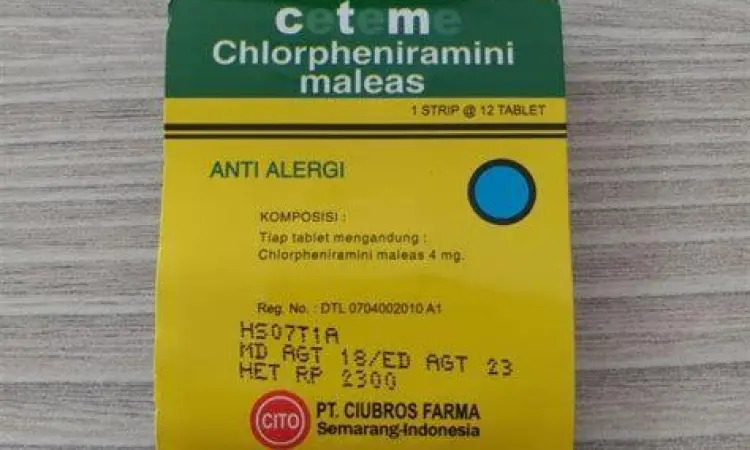 ceteme
Chlorpheniramini
maleas
1 STRIP @ 12 TABLET
ANTI ALERGI
KOMPOSISI :
Tiap tablet mengandung :
Chlorpheniramini maleas 4 mg.
Reg. No. : DTL 0704002010 A1
HS07T1A
MD AGT 18/ED AGT 23
HET RP 2300
CITO
PT. CIUBROS FARMA
Semarang-Indonesia